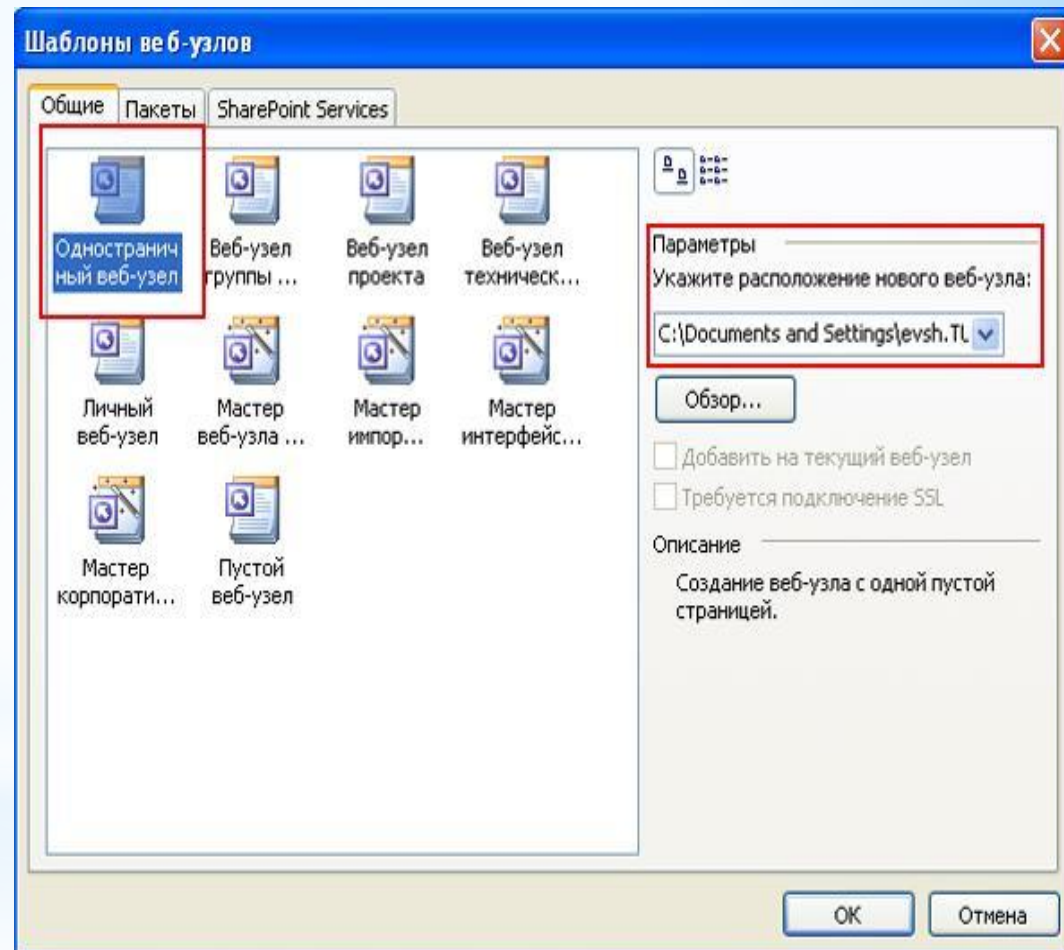 Шаблоны веб-узлов
Общие
Пакеты
SharePoint Services
Одностранич
ный веб-узел
Веб-узел
группы ...
Веб-узел
проекта
Веб-узел
техническ...
Личный
веб-узел
Мастер
веб-узла ...
Мастер
импор...
Мастер
интерфейс...
Мастер
корпорати...
Пустой
веб-узел
Параметры
Укажите расположение нового веб-узла:
C:\Documents and Settings\evsh.TU
Обзор...
Добавить на текущий веб-узел
Требуется подключение SSL
Описание
Создание веб-узла с одной пустой
страницей.
ОК
Отмена